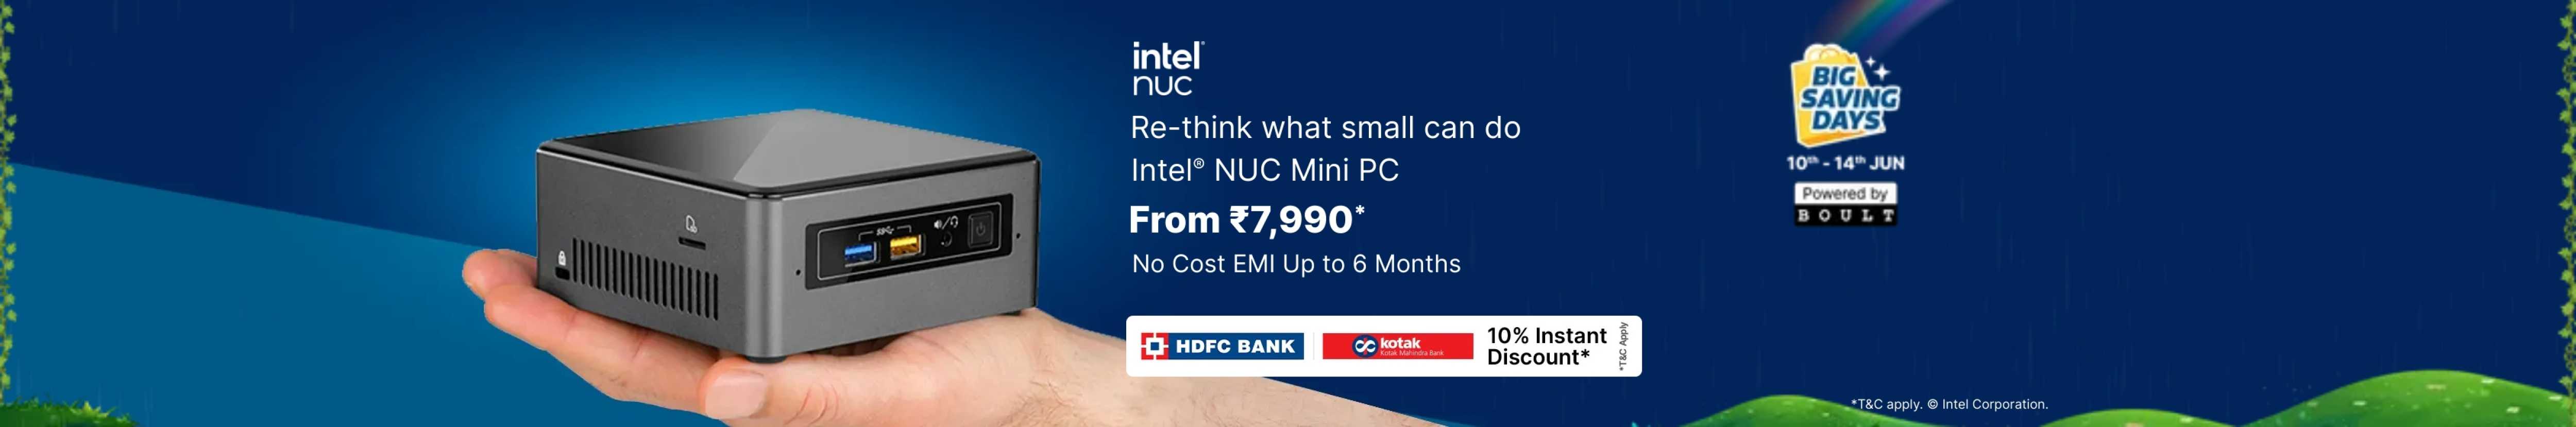 intel
nuc
Re-think what small can do
Intel® NUC Mini PC
From ₹7,990*
No Cost EMI Up to 6 Months
HDFC BANK
kotak
Kotak Mahindra Bank
10% Instant
Discount*
*T&C Apply
BIG
SAVING
DAYS
10th - 14th JUN
Powered by
BOULT
*T&C apply. © Intel Corporation.